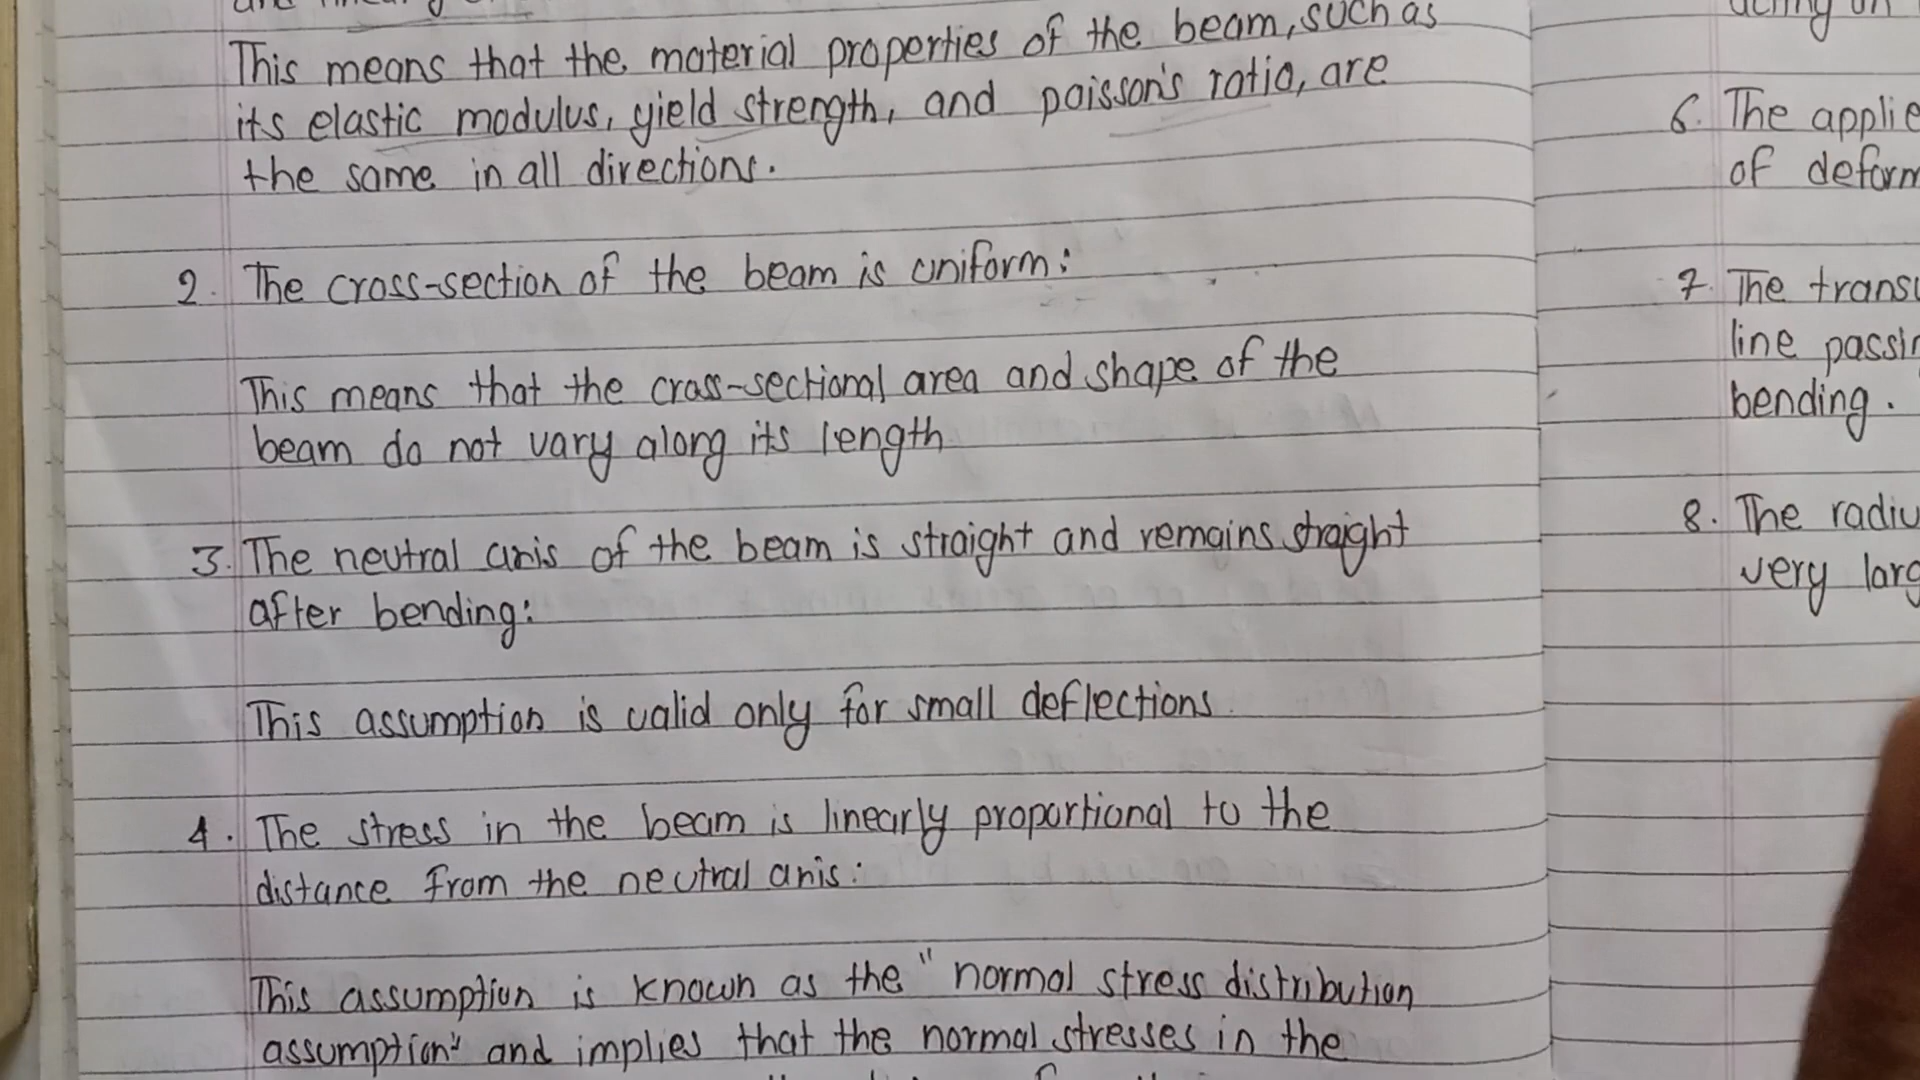 This means that the material properties of the beam, such as
its elastic modulus, yield strength, and poisson's ratio, are
the same in all directions.
2. The cross-section of the beam is uniform:
This means that the cross-sectional area and shape of the
beam do not vary along its length
3. The neutral axis of the beam is straight and remains straight
after bending:
This assumption is valid only for small deflections.
4. The stress in the beam is linearly proportional to the
distance from the neutral axis:
This assumption is known as the "normal stress distribution
assumption" and implies that the normal stresses in the
acting on
6. The applie
of deform
7. The trans
line passin
bending.
8. The radiu
very larg